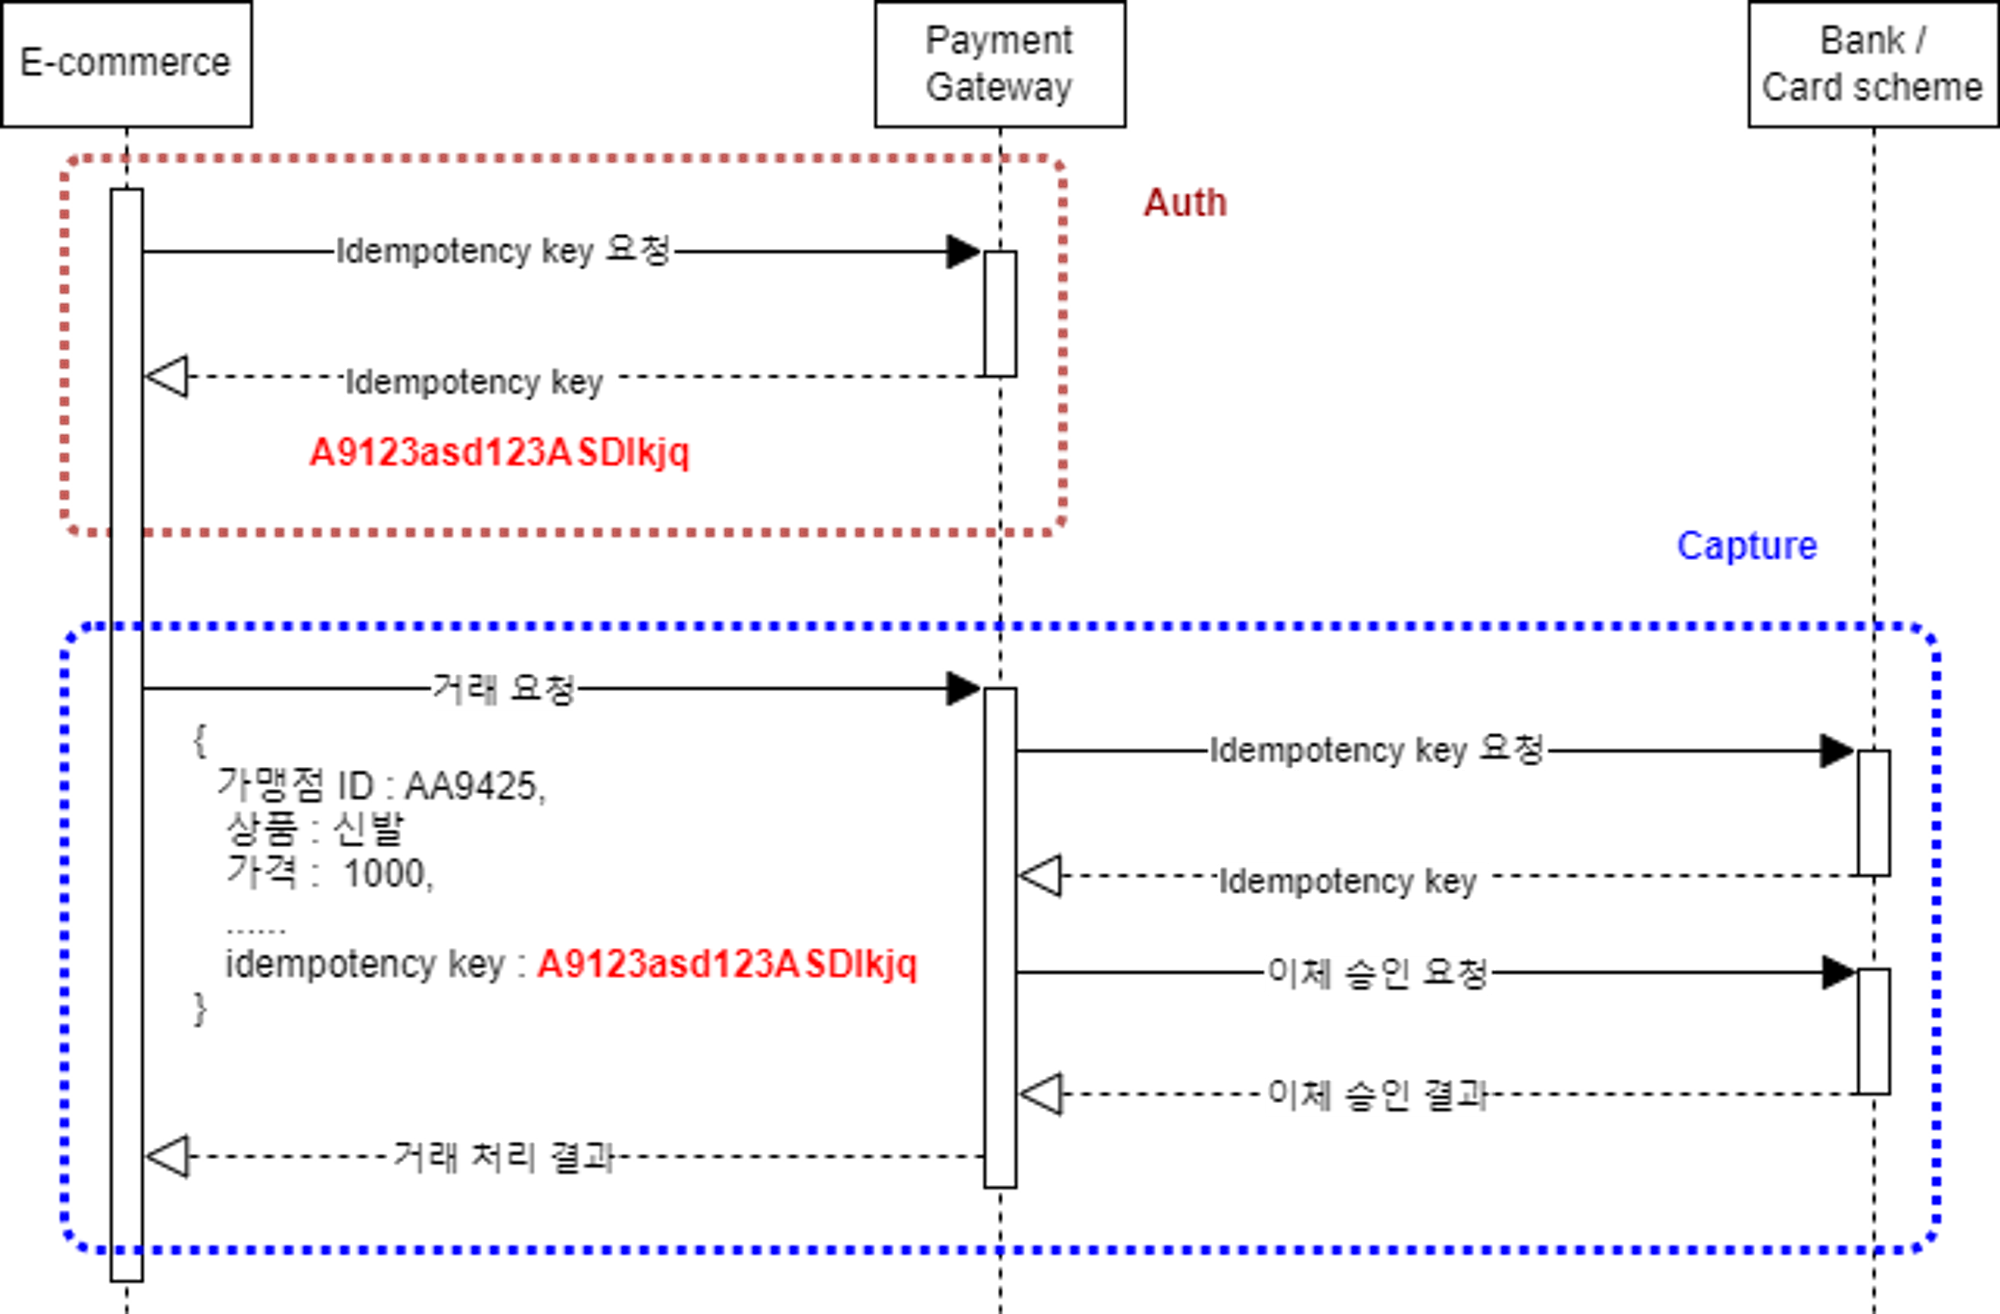 E-commerce
Payment
Gateway
Bank /
Card scheme
Auth
Idempotency key 요청
Idempotency key
A9123asd123ASDlkjq
Capture
거래 요청
{
가맹점 ID : AA9425,
상품 : 신발
가격 : 1000,
......
idempotency key : A9123asd123ASDlkjq
}
Idempotency key 요청
Idempotency key
이체 승인 요청
이체 승인 결과
거래 처리 결과